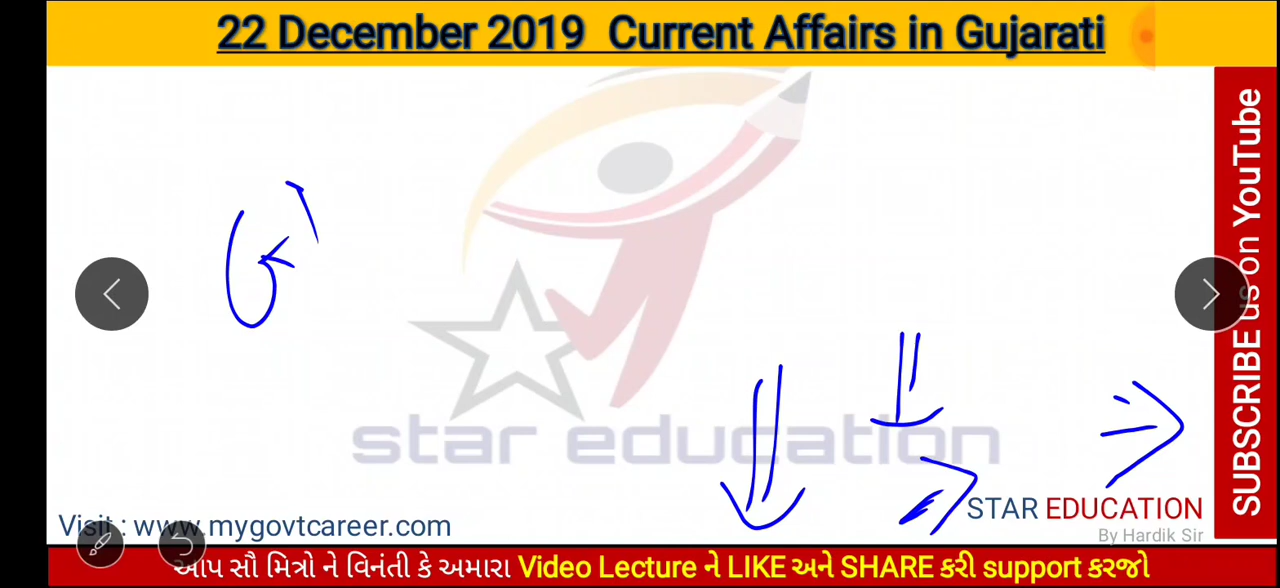 22 December 2019 Current Affairs in Gujarati
SUBSCRIBE us on YouTube
star education
STAR EDUCATION
By Hardik Sir
Visit : www.mygovtcareer.com
આપ સૌ મિત્રો ને વિનંતી કે અમારા Video Lecture ને LIKE અને SHARE કરી support કરજો